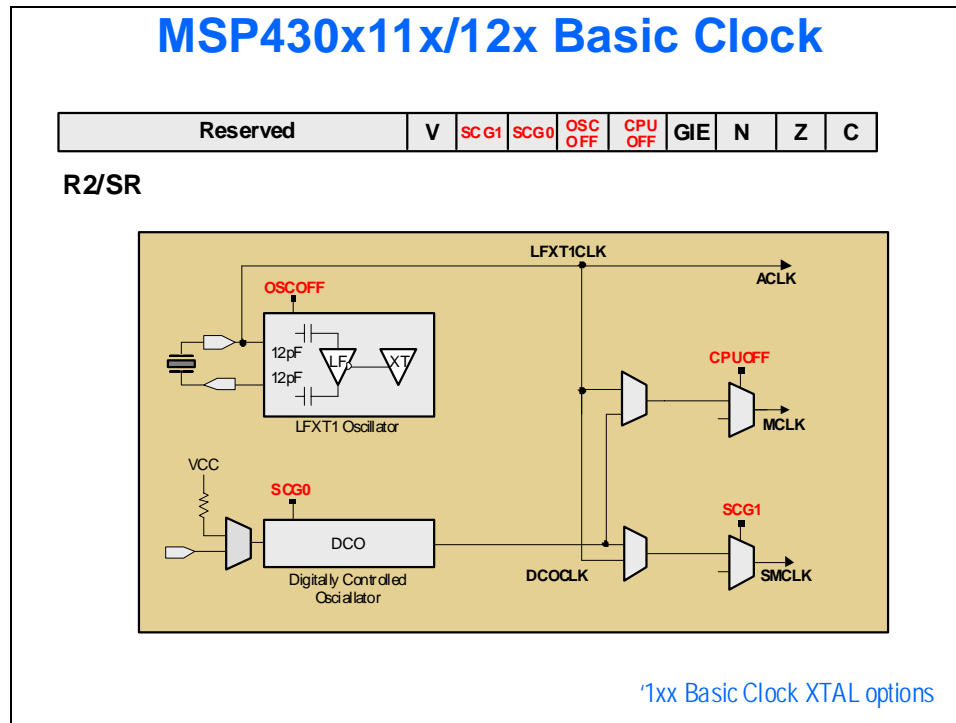 MSP430x11x/12x Basic Clock
Reserved V SCG1 SCG0 OSC OFF CPU OFF GIE N Z C
R2/SR
LFXT1CLK
ACLK
OSCOFF
12pF
LF XT
12pF
CPUOFF
LFXT1 Oscillator
MCLK
VCC
SCG0
SCG1
DCO
DCOCLK
SMCLK
Digitally Controlled
Osciallator
'1xx Basic Clock XTAL options